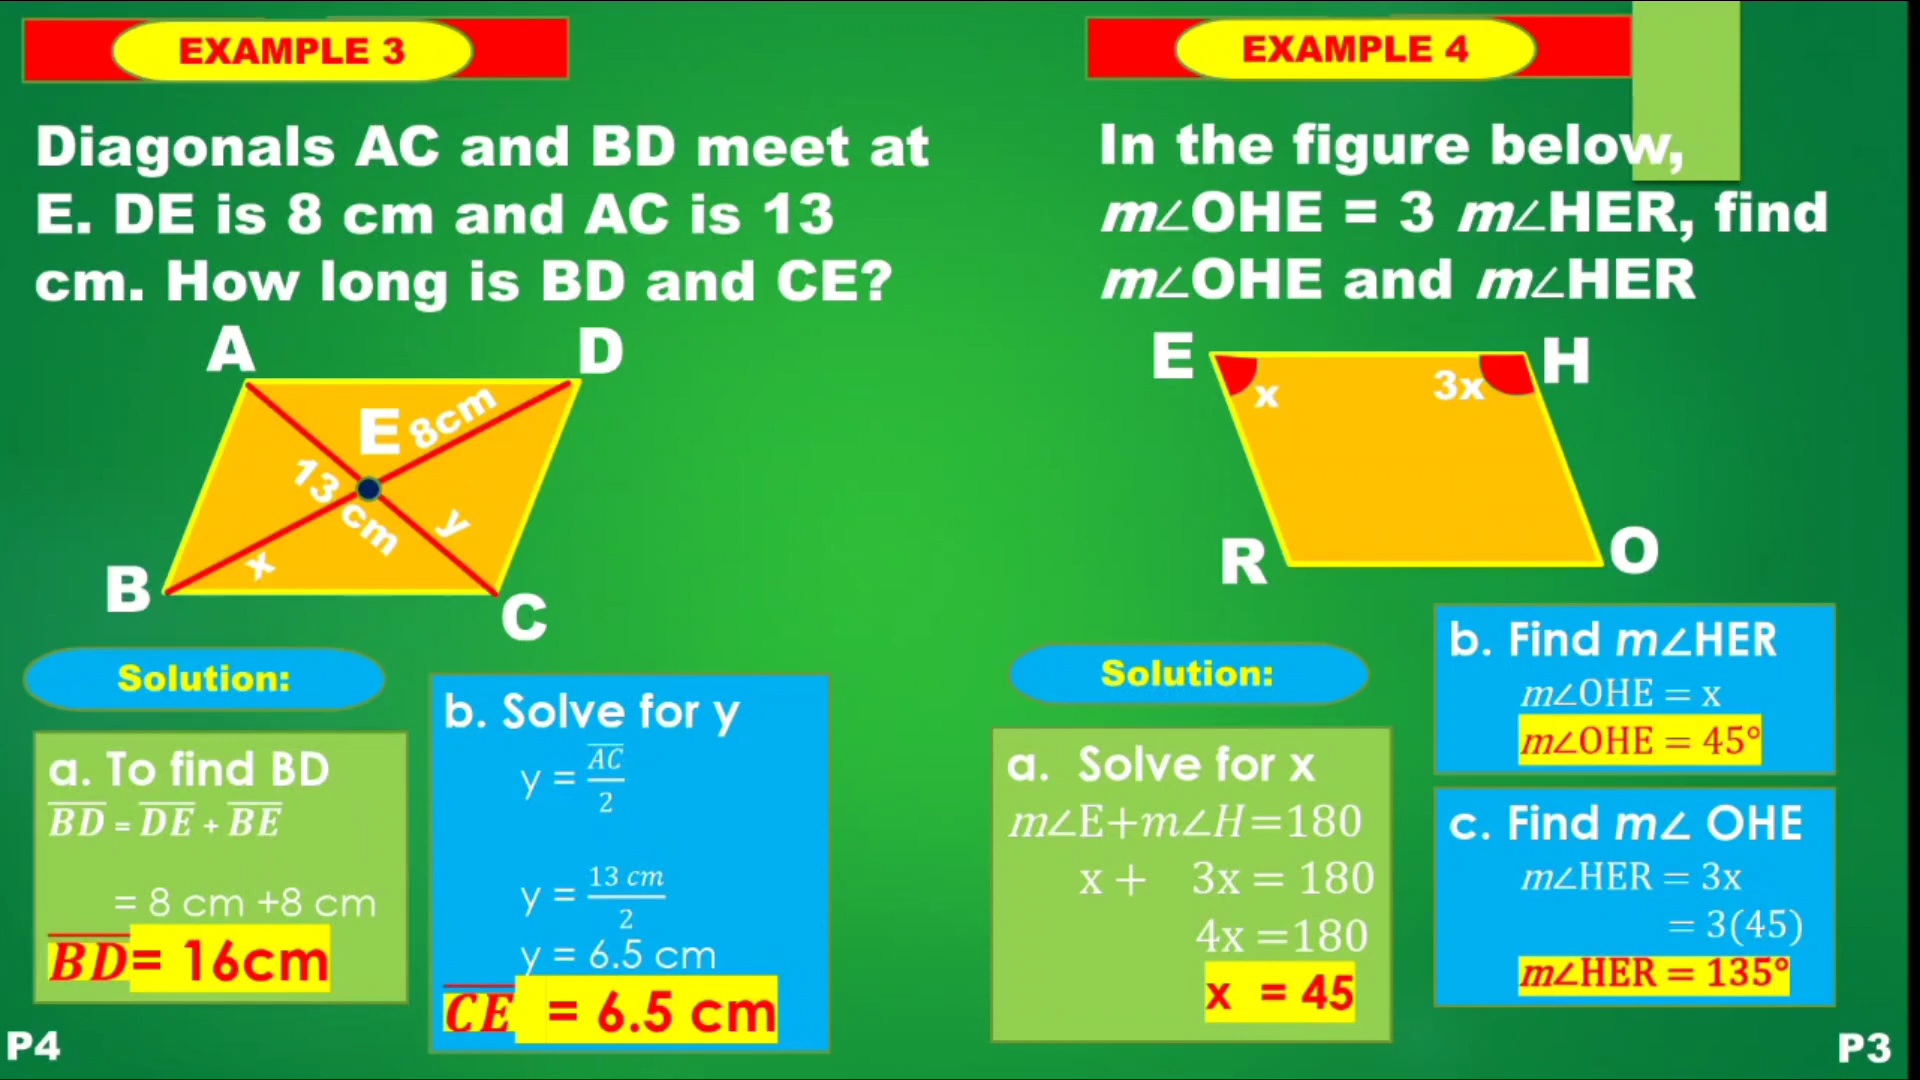 EXAMPLE 3
Diagonals AC and BD meet at
E. DE is 8 cm and AC is 13
cm. How long is BD and CE?
A
D
E
8cm
13 cm
y
x
B
C
Solution:
a. To find BD
BD = DE + BE
= 8 cm +8 cm
BD= 16cm
b. Solve for y
y = AC/2
y = 13 cm/2
y = 6.5 cm
CE = 6.5 cm
P4
EXAMPLE 4
In the figure below,
m∠OHE = 3 m∠HER, find
m∠OHE and m∠HER
E
H
x
3x
R
O
Solution:
a. Solve for x
m∠E+m∠H=180
x + 3x = 180
4x =180
x = 45
b. Find m∠HER
m∠OHE = x
m∠OHE = 45°
c. Find m∠ OHE
m∠HER = 3x
= 3(45)
m∠HER = 135°
P3